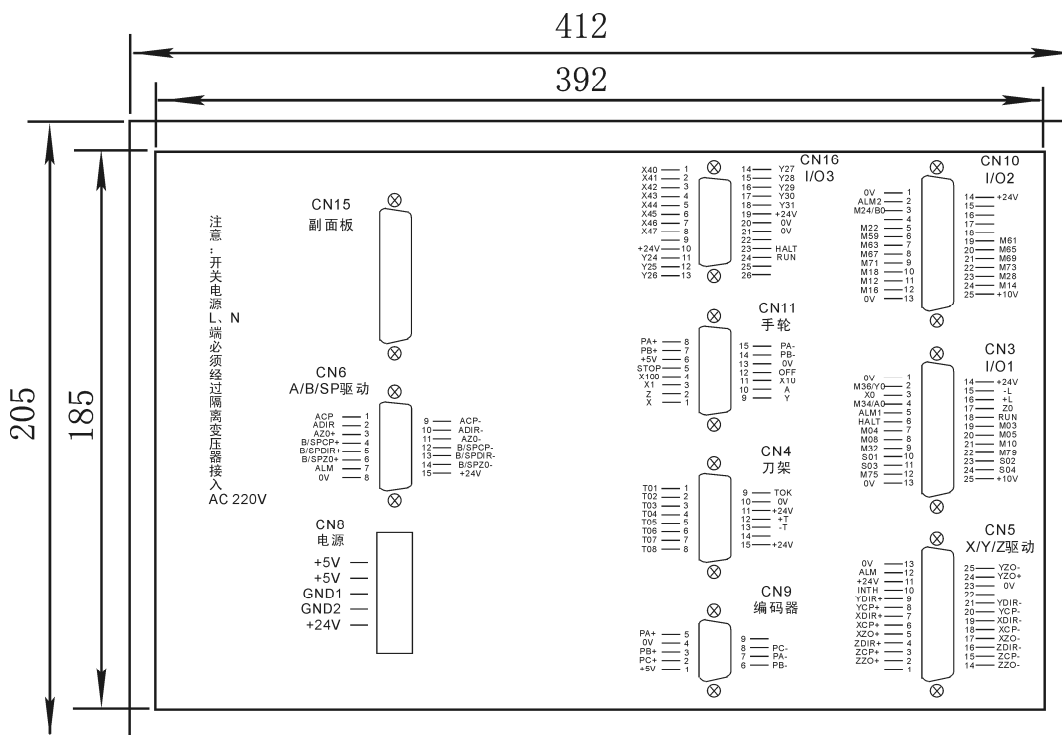 412
392
205
185
注意：开关电源
L、N
端必须经过隔离变压器接入
AC 220V
CN15
副面板
CN6
A/B/SP驱动
ACP 1
ADIR 2
AZ0+ 3
B/SPCP+ 4
B/SPDIR+ 5
B/SPZ0+ 6
ALM 7
0V 8
9 ACP-
10 ADIR-
11 AZ0-
12 B/SPCP-
13 B/SPDIR-
14 B/SPZ0-
15 +24V
CN8
电源
+5V
+5V
GND1
GND2
+24V
CN16
I/O3
X40 1
X41 2
X42 3
X43 4
X44 5
X45 6
X46 7
X47 8
9
+24V 10
Y24 11
Y25 12
Y26 13
14 Y27
15 Y28
16 Y29
17 Y30
18 Y31
19 +24V
20 0V
21 0V
22
23 HALT
24 RUN
25
26
CN11
手轮
PA+ 8
PB+ 7
+5V 6
STOP 5
X100 4
X1 3
Z 2
X 1
15 PA-
14 PB-
13 0V
12 OFF
11 X10
10 A
9 Y
CN4
刀架
T01 1
T02 2
T03 3
T04 4
T05 5
T06 6
T07 7
T08 8
9 TOK
10 0V
11 +24V
12 +T
13 -T
14
15 +24V
CN9
编码器
PA+ 5
0V 4
PB+ 3
PC+ 2
+5V 1
9
8 PC-
7 PA-
6 PB-
CN10
I/O2
0V 1
ALM2 2
M24/B0 3
4
M22 5
M59 6
M63 7
M67 8
M71 9
M18 10
M12 11
M16 12
0V 13
14 +24V
15
16
17
18
19 M61
20 M65
21 M69
22 M73
23 M28
24 M14
25 +10V
CN3
I/O1
0V 1
M36/Y0 2
X0 3
M34/A0 4
ALM1 5
HALT 6
M04 7
M08 8
M32 9
S01 10
S03 11
M75 12
0V 13
14 +24V
15 -L
16 +L
17 Z0
18 RUN
19 M03
20 M05
21 M10
22 M79
23 S02
24 S04
25 +10V
CN5
X/Y/Z驱动
0V 13
ALM 12
+24V 11
INTH 10
YDIR+ 9
YCP+ 8
XDIR+ 7
XCP+ 6
XZO+ 5
ZDIR+ 4
ZCP+ 3
ZZO+ 2
1
25 YZO-
24 YZO+
23 0V
22
21 YDIR-
20 YCP-
19 XDIR-
18 XCP-
17 XZO-
16 ZDIR-
15 ZCP-
14 ZZO-